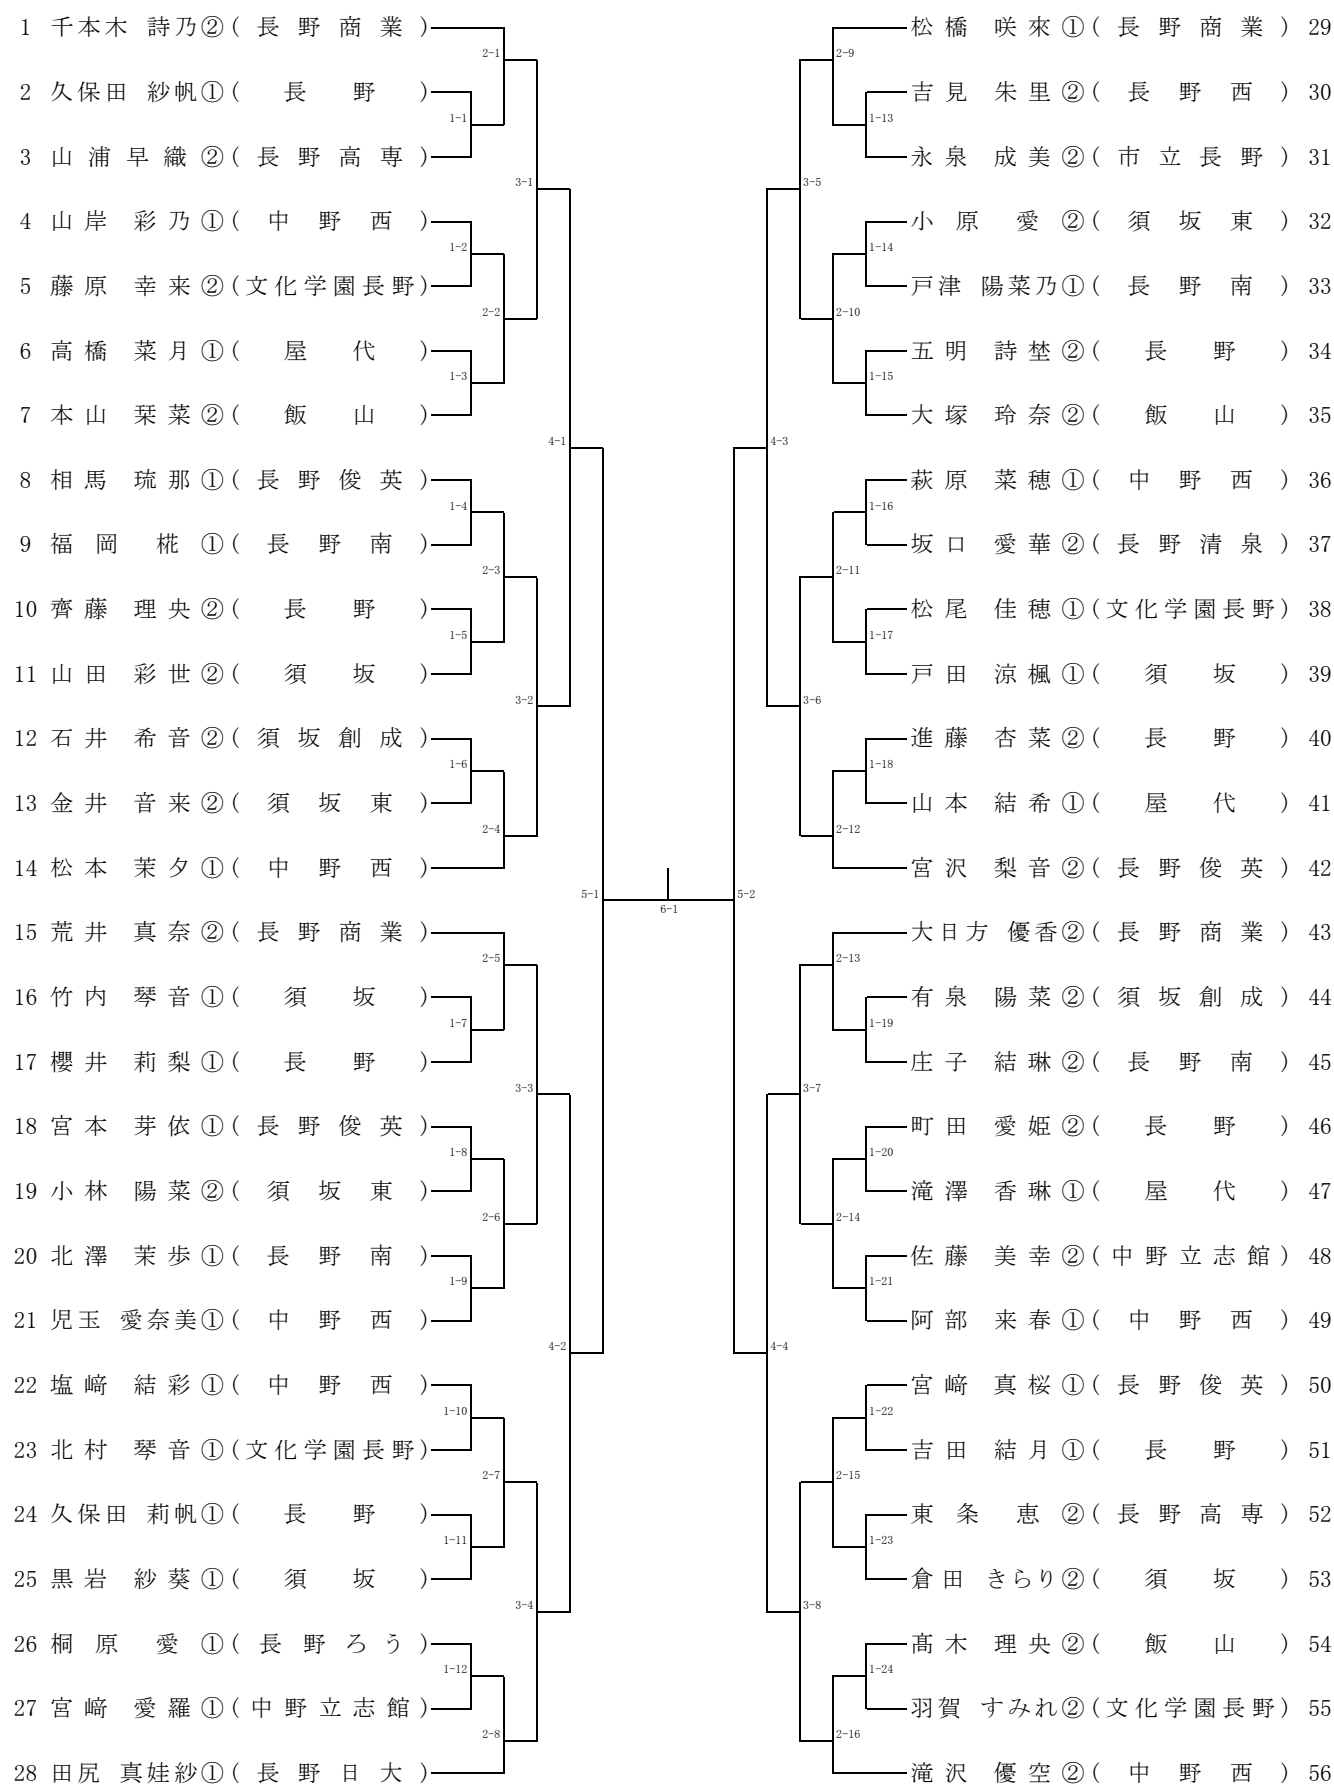 1 千本木 詩乃②(長野商業)
2 久保田 紗帆①(長野)
3 山浦早織②(長野高専)
4 山岸 彩乃①(中野西)
5 藤原 幸来②(文化学園長野)
6 高橋 菜月①(屋代)
7 本山 栞菜②(飯山)
8 相馬 琉那①(長野俊英)
9 福岡 椛①(長野南)
10 齊藤 理央②(長野)
11 山田 彩世②(須坂)
12 石井 希音②(須坂創成)
13 金井 音来②(須坂東)
14 松本 茉夕①(中野西)
15 荒井 真奈②(長野商業)
16 竹内 琴音①(須坂)
17 櫻井 莉梨①(長野)
18 宮本 芽依①(長野俊英)
19 小林 陽菜②(須坂東)
20 北澤 茉歩①(長野南)
21 児玉 愛奈美①(中野西)
22 塩﨑 結彩①(中野西)
23 北村 琴音①(文化学園長野)
24 久保田 莉帆①(長野)
25 黒岩 紗葵①(須坂)
26 桐原 愛①(長野ろう)
27 宮﨑 愛羅①(中野立志館)
28 田尻 真娃紗①(長野日大)
2-1
1-1
3-1
1-2
2-2
1-3
4-1
1-4
2-3
1-5
3-2
1-6
2-4
5-1
2-5
1-7
3-3
1-8
2-6
1-9
4-2
1-10
2-7
1-11
3-4
1-12
2-8
6-1
2-9
1-13
3-5
1-14
2-10
1-15
4-3
1-16
2-11
1-17
3-6
1-18
2-12
5-2
2-13
1-19
3-7
1-20
2-14
1-21
4-4
1-22
2-15
1-23
3-8
1-24
2-16
松橋 咲來①(長野商業) 29
吉見 朱里②(長野西) 30
永泉 成美②(市立長野) 31
小原 愛②(須坂東) 32
戸津 陽菜乃①(長野南) 33
五明 詩埜②(長野) 34
大塚 玲奈②(飯山) 35
萩原 菜穂①(中野西) 36
坂口 愛華②(長野清泉) 37
松尾 佳穂①(文化学園長野) 38
戸田 涼楓①(須坂) 39
進藤 杏菜②(長野) 40
山本 結希①(屋代) 41
宮沢 梨音②(長野俊英) 42
大日方 優香②(長野商業) 43
有泉 陽菜②(須坂創成) 44
庄子 結琳②(長野南) 45
町田 愛姫②(長野) 46
滝澤 香琳①(屋代) 47
佐藤 美幸②(中野立志館) 48
阿部 来春①(中野西) 49
宮﨑 真桜①(長野俊英) 50
吉田 結月①(長野) 51
東条 恵②(長野高専) 52
倉田 きらり②(須坂) 53
髙木 理央②(飯山) 54
羽賀 すみれ②(文化学園長野) 55
滝沢 優空②(中野西) 56